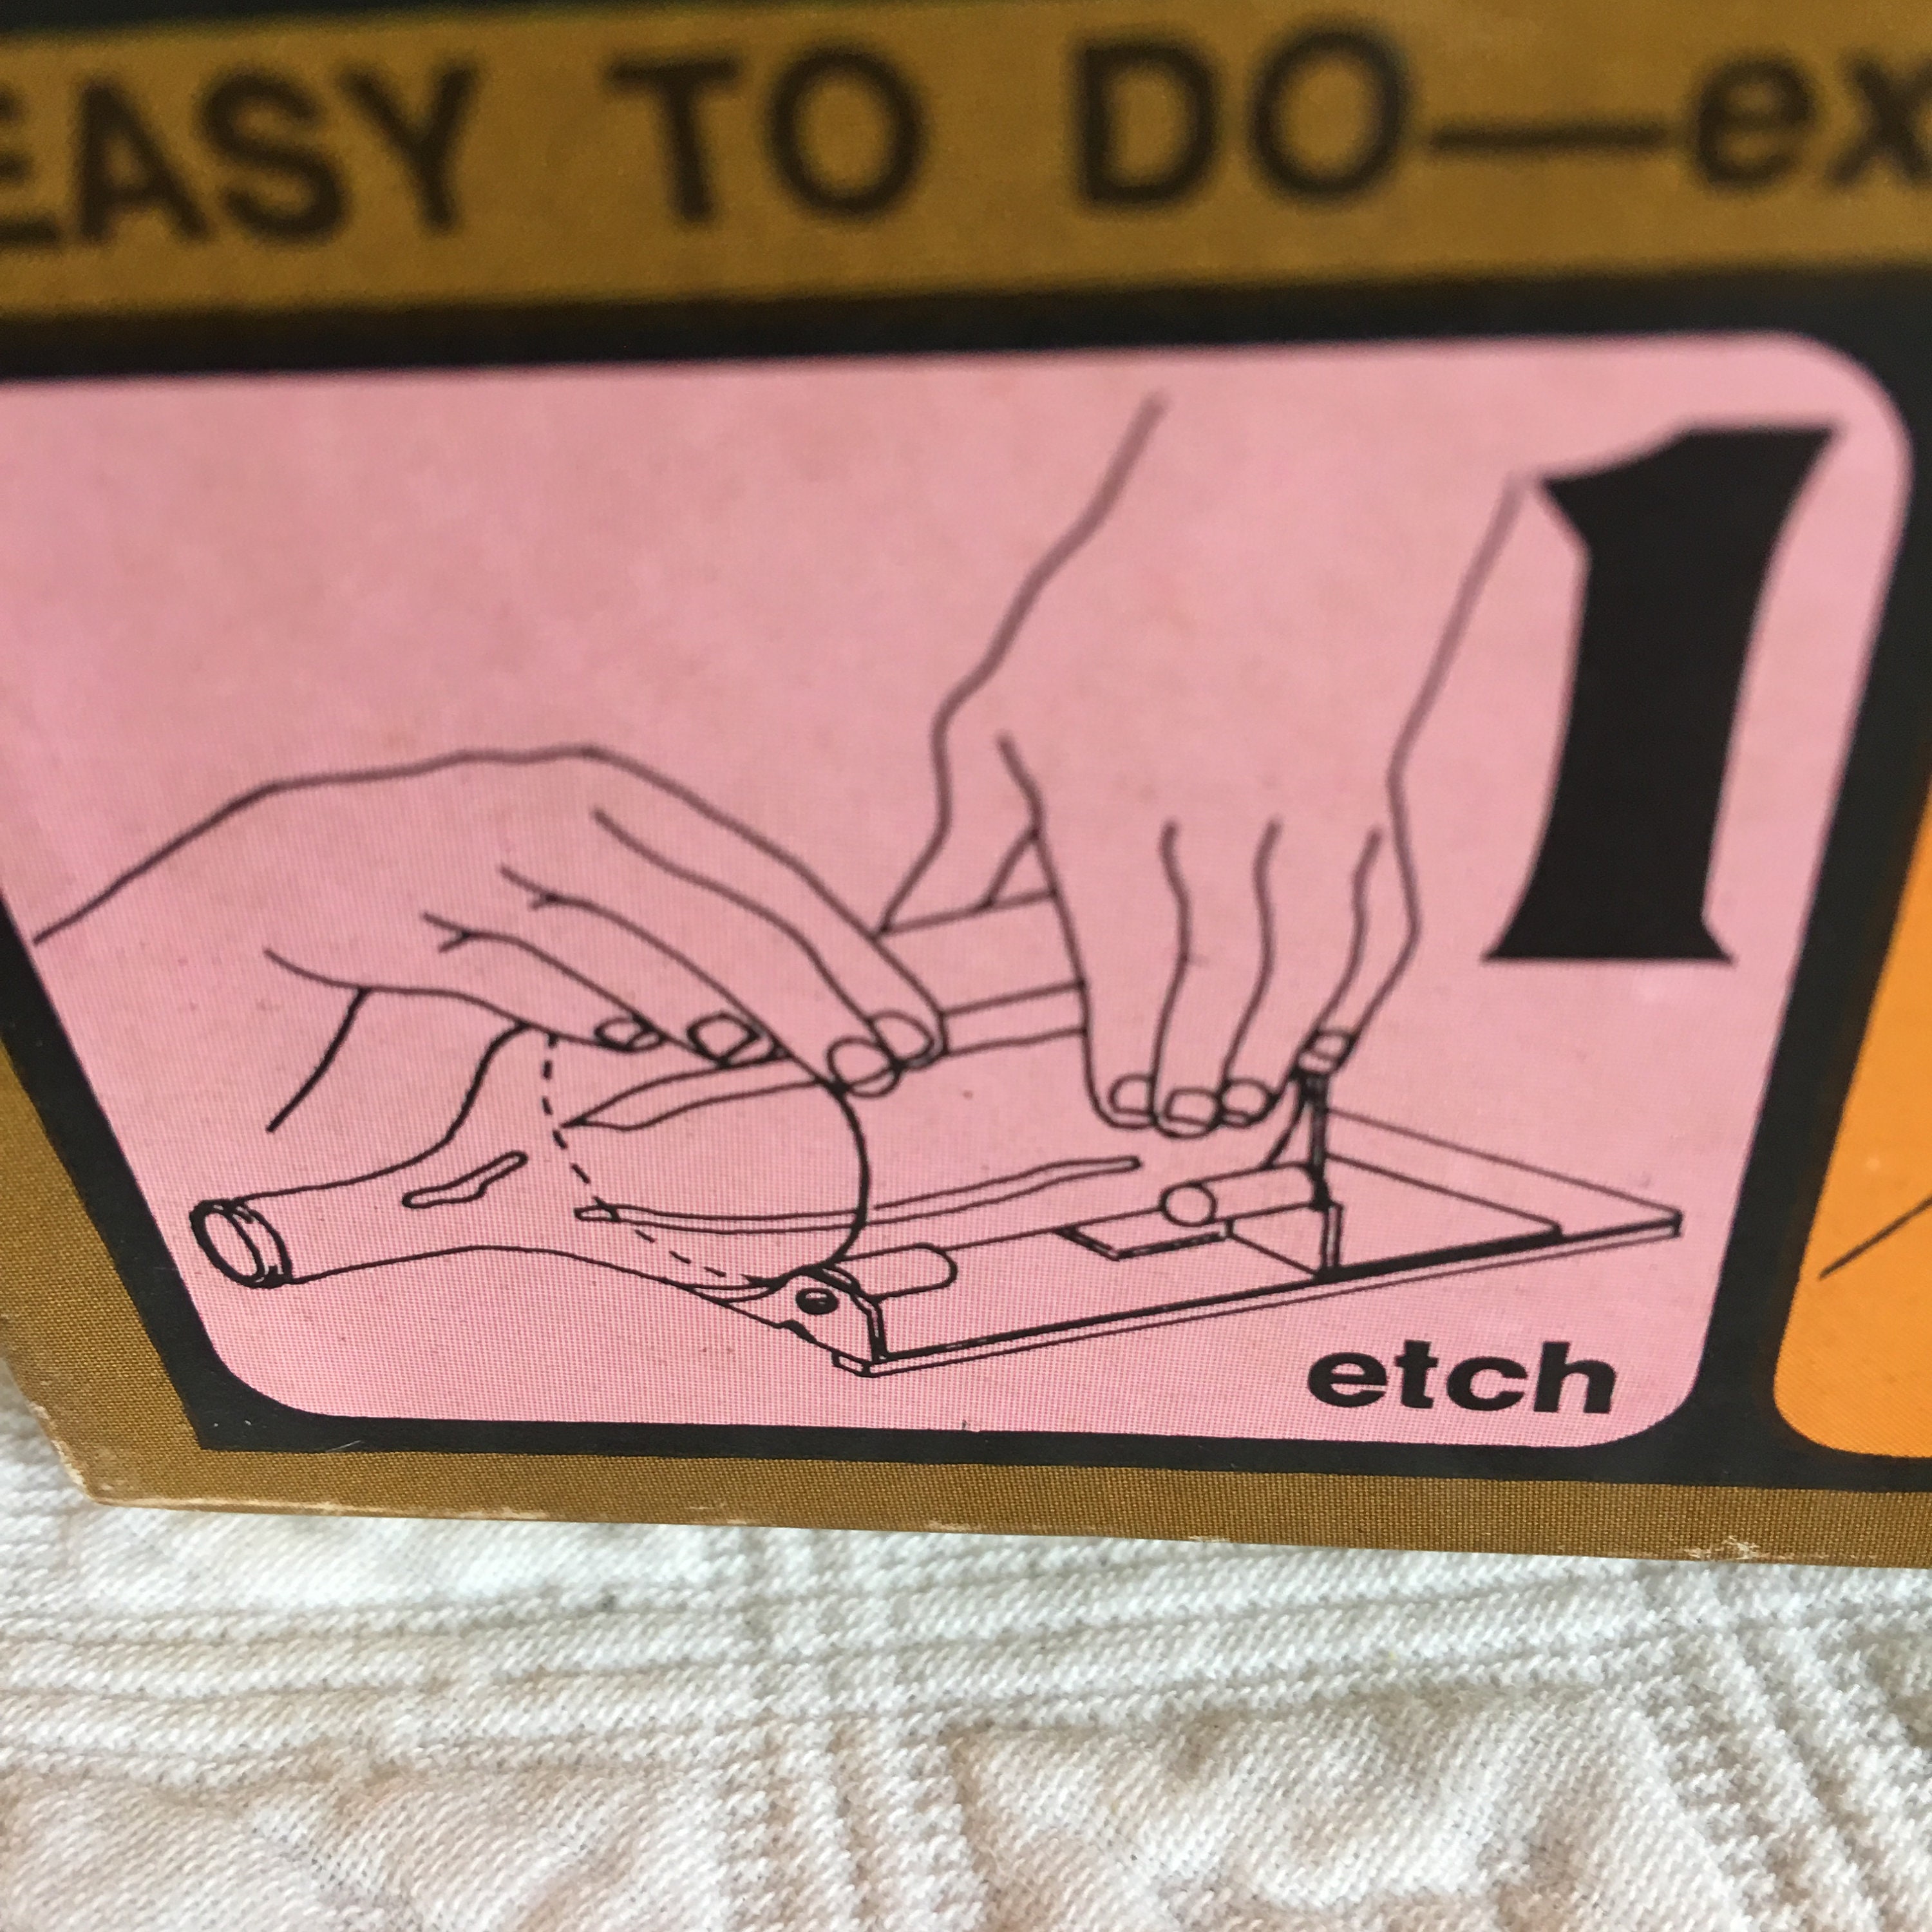 EASY TO DO—ex
1
etch